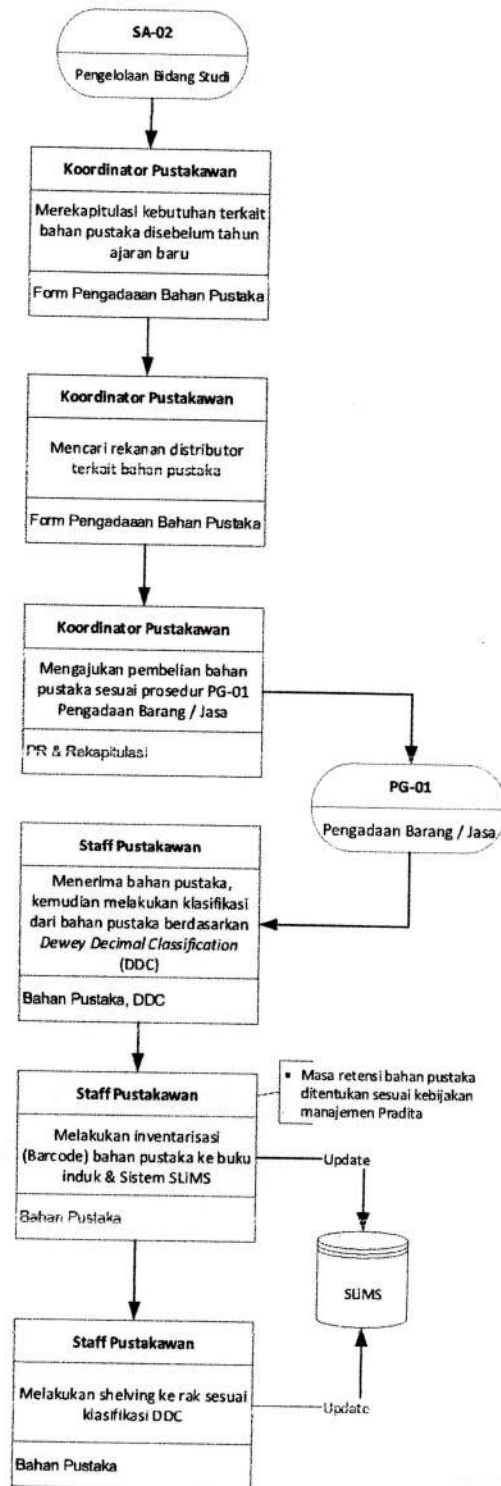 SA-02
Pengelolaan Bidang Studi
Koordinator Pustakawan
Merekapitulasi kebutuhan terkait
bahan pustaka disebelum tahun
ajaran baru
Form Pengadaaan Bahan Pustaka
Koordinator Pustakawan
Mencari rekanan distributor
terkait bahan pustaka
Form Pengadaaan Bahan Pustaka
Koordinator Pustakawan
Mengajukan pembelian bahan
pustaka sesuai prosedur PG-01
Pengadaan Barang / Jasa
PR & Rekapitulasi
PG-01
Pengadaan Barang / Jasa
Staff Pustakawan
Menerima bahan pustaka,
kemudian melakukan klasifikasi
dari bahan pustaka berdasarkan
Dewey Decimal Classification
(DDC)
Bahan Pustaka, DDC
Staff Pustakawan
Melakukan inventarisasi
(Barcode) bahan pustaka ke buku
induk & Sistem SLiMS
Bahan Pustaka
• Masa retensi bahan pustaka
ditentukan sesuai kebijakan
manajemen Pradita
Update
SLiMS
Staff Pustakawan
Melakukan shelving ke rak sesuai
klasifikasi DDC
Bahan Pustaka
Update